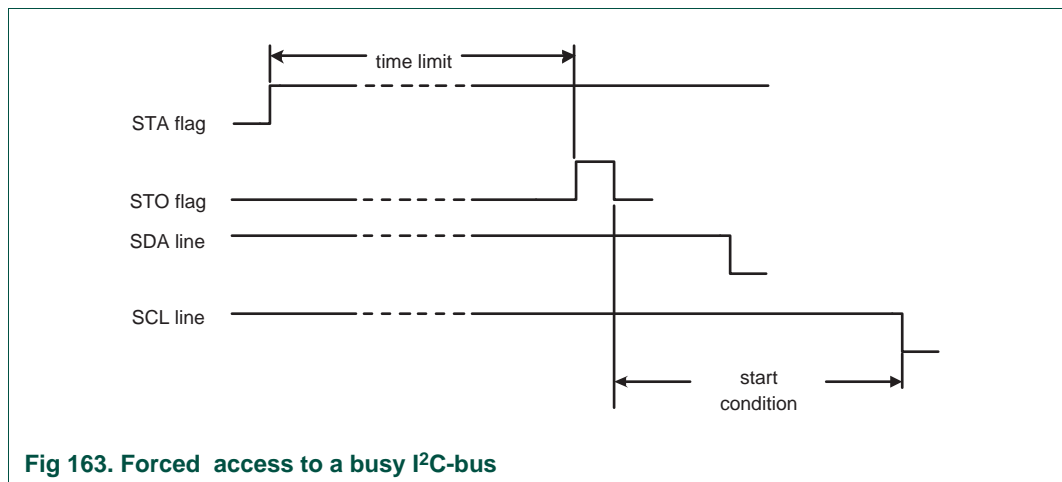 time limit
STA flag
STO flag
SDA line
SCL line
start
condition
Fig 163. Forced access to a busy I²C-bus